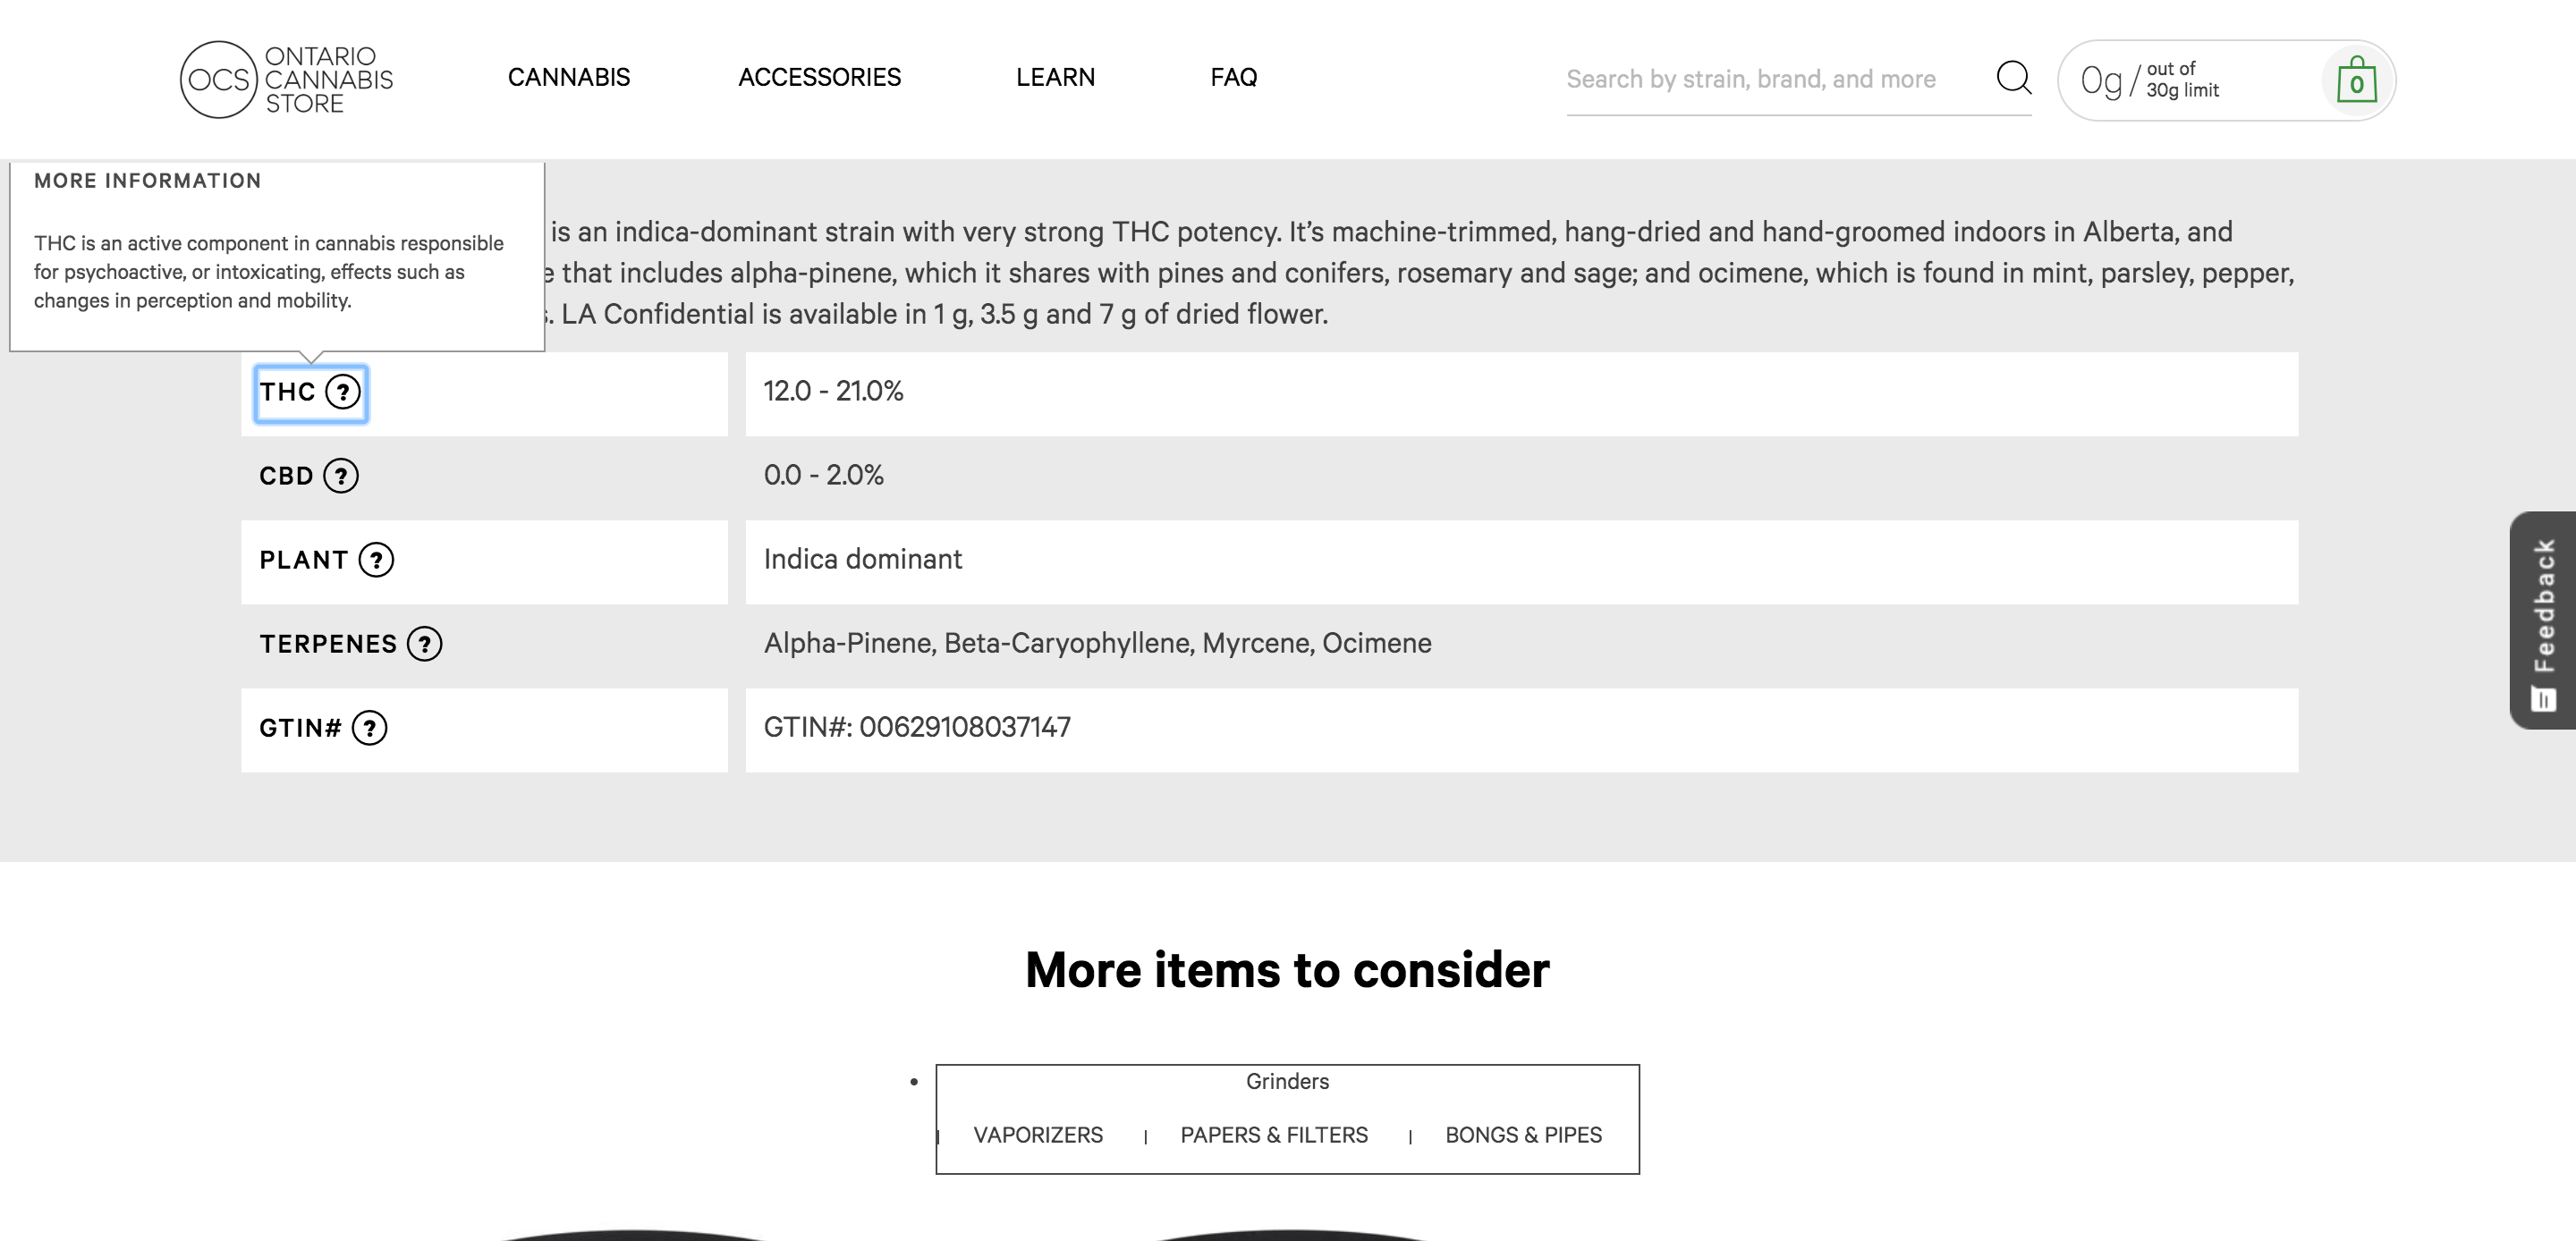 OCS
ONTARIO
CANNABIS
STORE
CANNABIS
ACCESSORIES
LEARN
FAQ
Search by strain, brand, and more
0g/
out of
30g limit
0
MORE INFORMATION
THC is an active component in cannabis responsible
for psychoactive, or intoxicating, effects such as
changes in perception and mobility.
is an indica-dominant strain with very strong THC potency. It’s machine-trimmed, hang-dried and hand-groomed indoors in Alberta, and
that includes alpha-pinene, which it shares with pines and conifers, rosemary and sage; and ocimene, which is found in mint, parsley, pepper,
. LA Confidential is available in 1 g, 3.5 g and 7 g of dried flower.
THC ? 12.0 - 21.0%
CBD ? 0.0 - 2.0%
PLANT ? Indica dominant
TERPENES ? Alpha-Pinene, Beta-Caryophyllene, Myrcene, Ocimene
GTIN# ? GTIN#: 00629108037147
Feedback
More items to consider
• Grinders
| VAPORIZERS | PAPERS & FILTERS | BONGS & PIPES